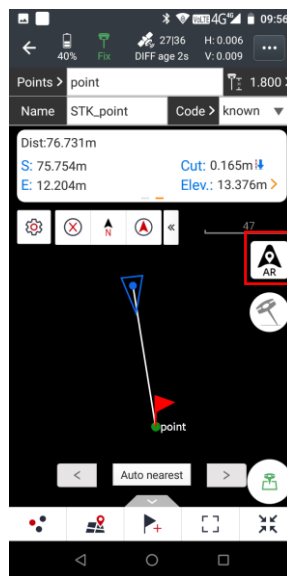 VoLTE 4G 09:56
27|36 H: 0.006
40% Fix DIFF age 2s V: 0.009
Points > point 1.800
Name STK_point Code > known
Dist:76.731m
S: 75.754m Cut: 0.165m
E: 12.204m Elev.: 13.376m >
N « 47
AR
point
< Auto nearest >